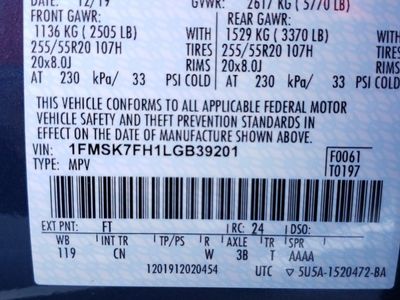 12/19 GVWR: 2617 KG ( 5770 LB)
FRONT GAWR: REAR GAWR:
1136 KG ( 2505 LB) WITH 1529 KG ( 3370 LB)
255/55R20 107H TIRES 255/55R20 107H
20x8.0J RIMS 20x8.0J
AT 230 kPa/ 33 PSI COLD AT 230 kPa/ 33 PSI COLD
THIS VEHICLE CONFORMS TO ALL APPLICABLE FEDERAL MOTOR
VEHICLE SAFETY AND THEFT PREVENTION STANDARDS IN
EFFECT ON THE DATE OF MANUFACTURE SHOWN ABOVE.
VIN: 1FMSK7FH1LGB39201
TYPE: MPV
F0061
T0197
EXT PNT: FT RC: 24 DSO:
WB INT TR TP/PS R AXLE TR SPR
119 CN W 3B T AAAA
1201912020454 UTC 5U5A-1520472-BA